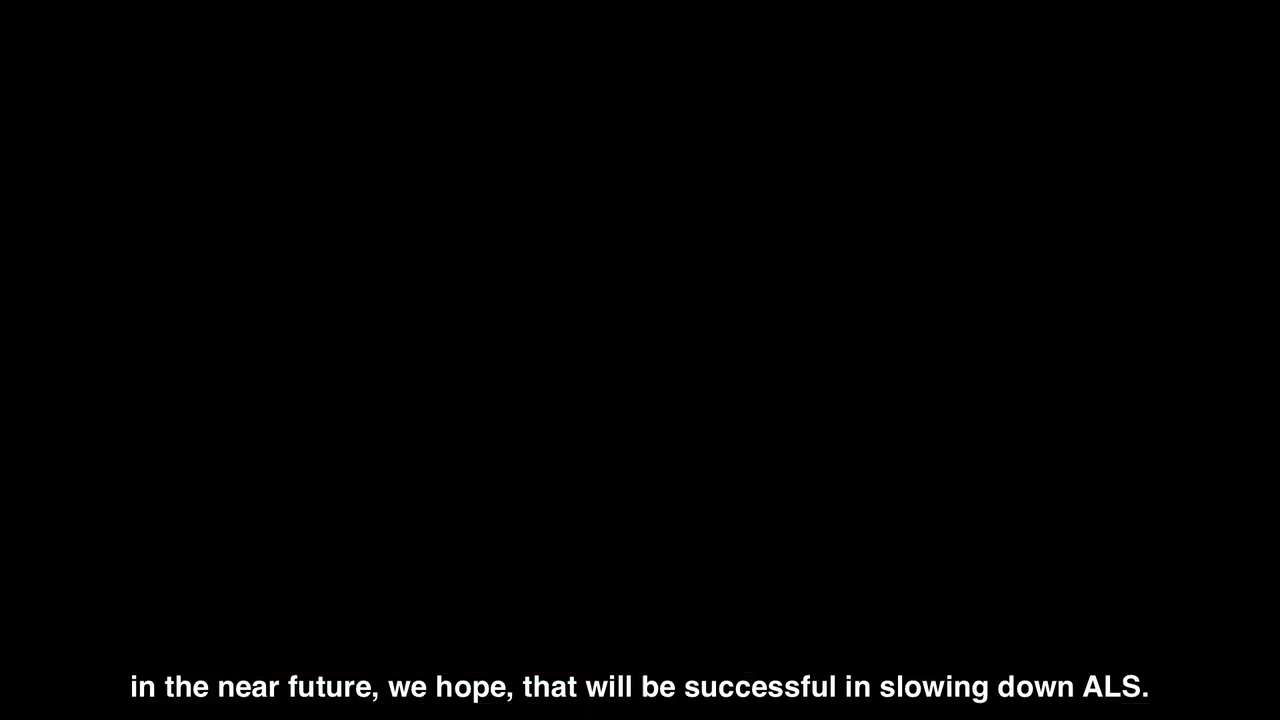 in the near future, we hope, that will be successful in slowing down ALS.